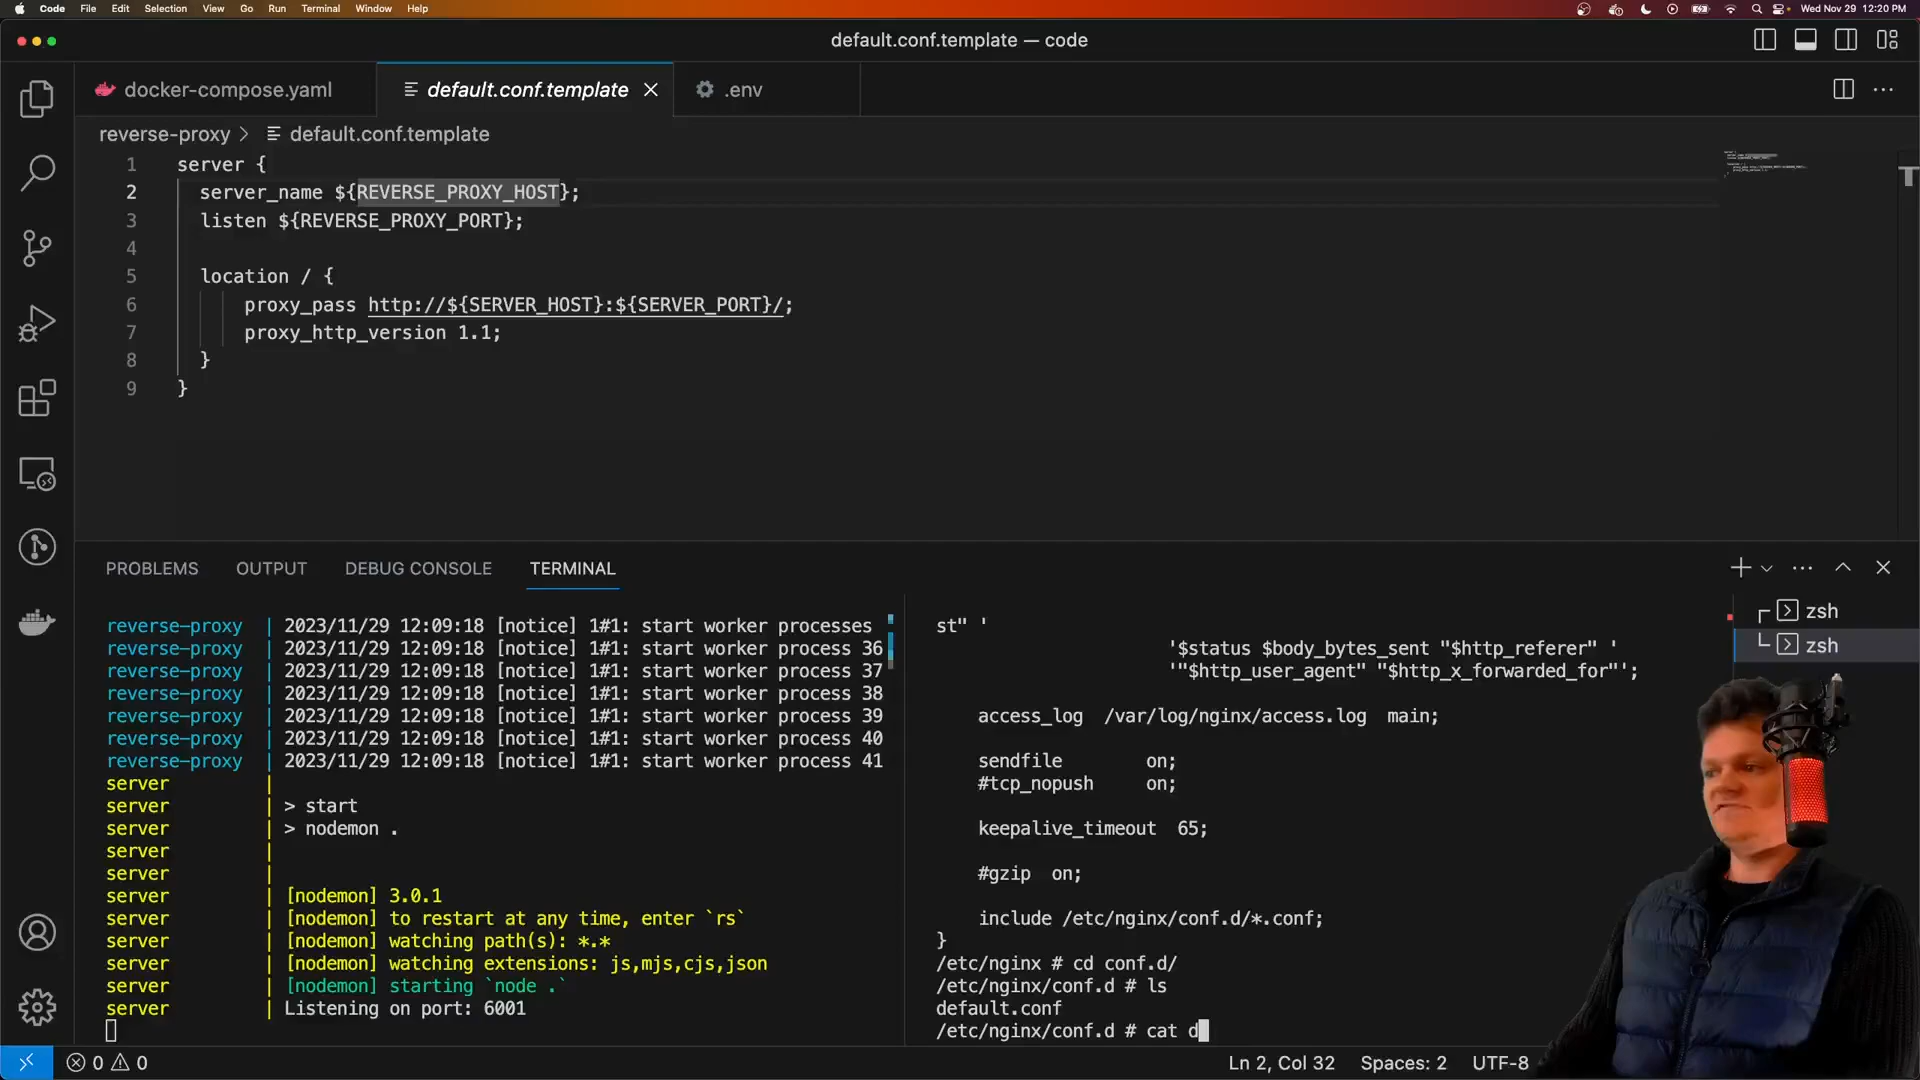 Code File Edit Selection View Go Run Terminal Window Help Wed Nov 29 12:20 PM
default.conf.template — code
docker-compose.yaml default.conf.template .env
reverse-proxy > default.conf.template
1 server {
2 server_name ${REVERSE_PROXY_HOST};
3 listen ${REVERSE_PROXY_PORT};
4
5 location / {
6 proxy_pass http://${SERVER_HOST}:${SERVER_PORT}/;
7 proxy_http_version 1.1;
8 }
9 }
PROBLEMS OUTPUT DEBUG CONSOLE TERMINAL
reverse-proxy | 2023/11/29 12:09:18 [notice] 1#1: start worker processes
reverse-proxy | 2023/11/29 12:09:18 [notice] 1#1: start worker process 36
reverse-proxy | 2023/11/29 12:09:18 [notice] 1#1: start worker process 37
reverse-proxy | 2023/11/29 12:09:18 [notice] 1#1: start worker process 38
reverse-proxy | 2023/11/29 12:09:18 [notice] 1#1: start worker process 39
reverse-proxy | 2023/11/29 12:09:18 [notice] 1#1: start worker process 40
reverse-proxy | 2023/11/29 12:09:18 [notice] 1#1: start worker process 41
server |
server | > start
server | > nodemon .
server |
server |
server | [nodemon] 3.0.1
server | [nodemon] to restart at any time, enter `rs`
server | [nodemon] watching path(s): *.*
server | [nodemon] watching extensions: js,mjs,cjs,json
server | [nodemon] starting `node .`
server | Listening on port: 6001
st" '
'$status $body_bytes_sent "$http_referer" '
'"$http_user_agent" "$http_x_forwarded_for"';
access_log /var/log/nginx/access.log main;
sendfile on;
#tcp_nopush on;
keepalive_timeout 65;
#gzip on;
include /etc/nginx/conf.d/*.conf;
}
/etc/nginx # cd conf.d/
/etc/nginx/conf.d # ls
default.conf
/etc/nginx/conf.d # cat d
zsh
zsh
0 0 Ln 2, Col 32 Spaces: 2 UTF-8